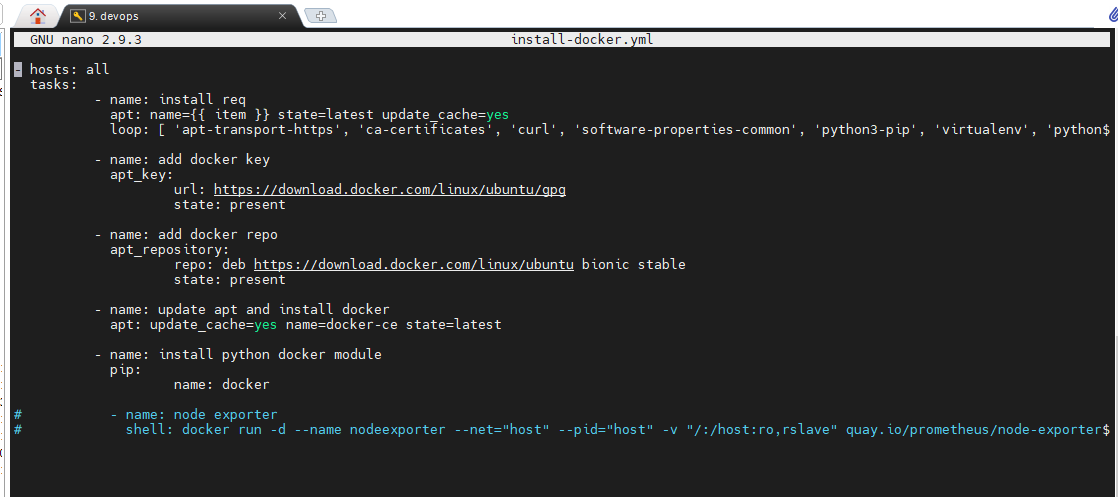 9. devops
GNU nano 2.9.3 install-docker.yml
- hosts: all
tasks:
- name: install req
apt: name={{ item }} state=latest update_cache=yes
loop: [ 'apt-transport-https', 'ca-certificates', 'curl', 'software-properties-common', 'python3-pip', 'virtualenv', 'python$
- name: add docker key
apt_key:
url: https://download.docker.com/linux/ubuntu/gpg
state: present
- name: add docker repo
apt_repository:
repo: deb https://download.docker.com/linux/ubuntu bionic stable
state: present
- name: update apt and install docker
apt: update_cache=yes name=docker-ce state=latest
- name: install python docker module
pip:
name: docker
# - name: node exporter
# shell: docker run -d --name nodeexporter --net="host" --pid="host" -v "/:/host:ro,rslave" quay.io/prometheus/node-exporter$